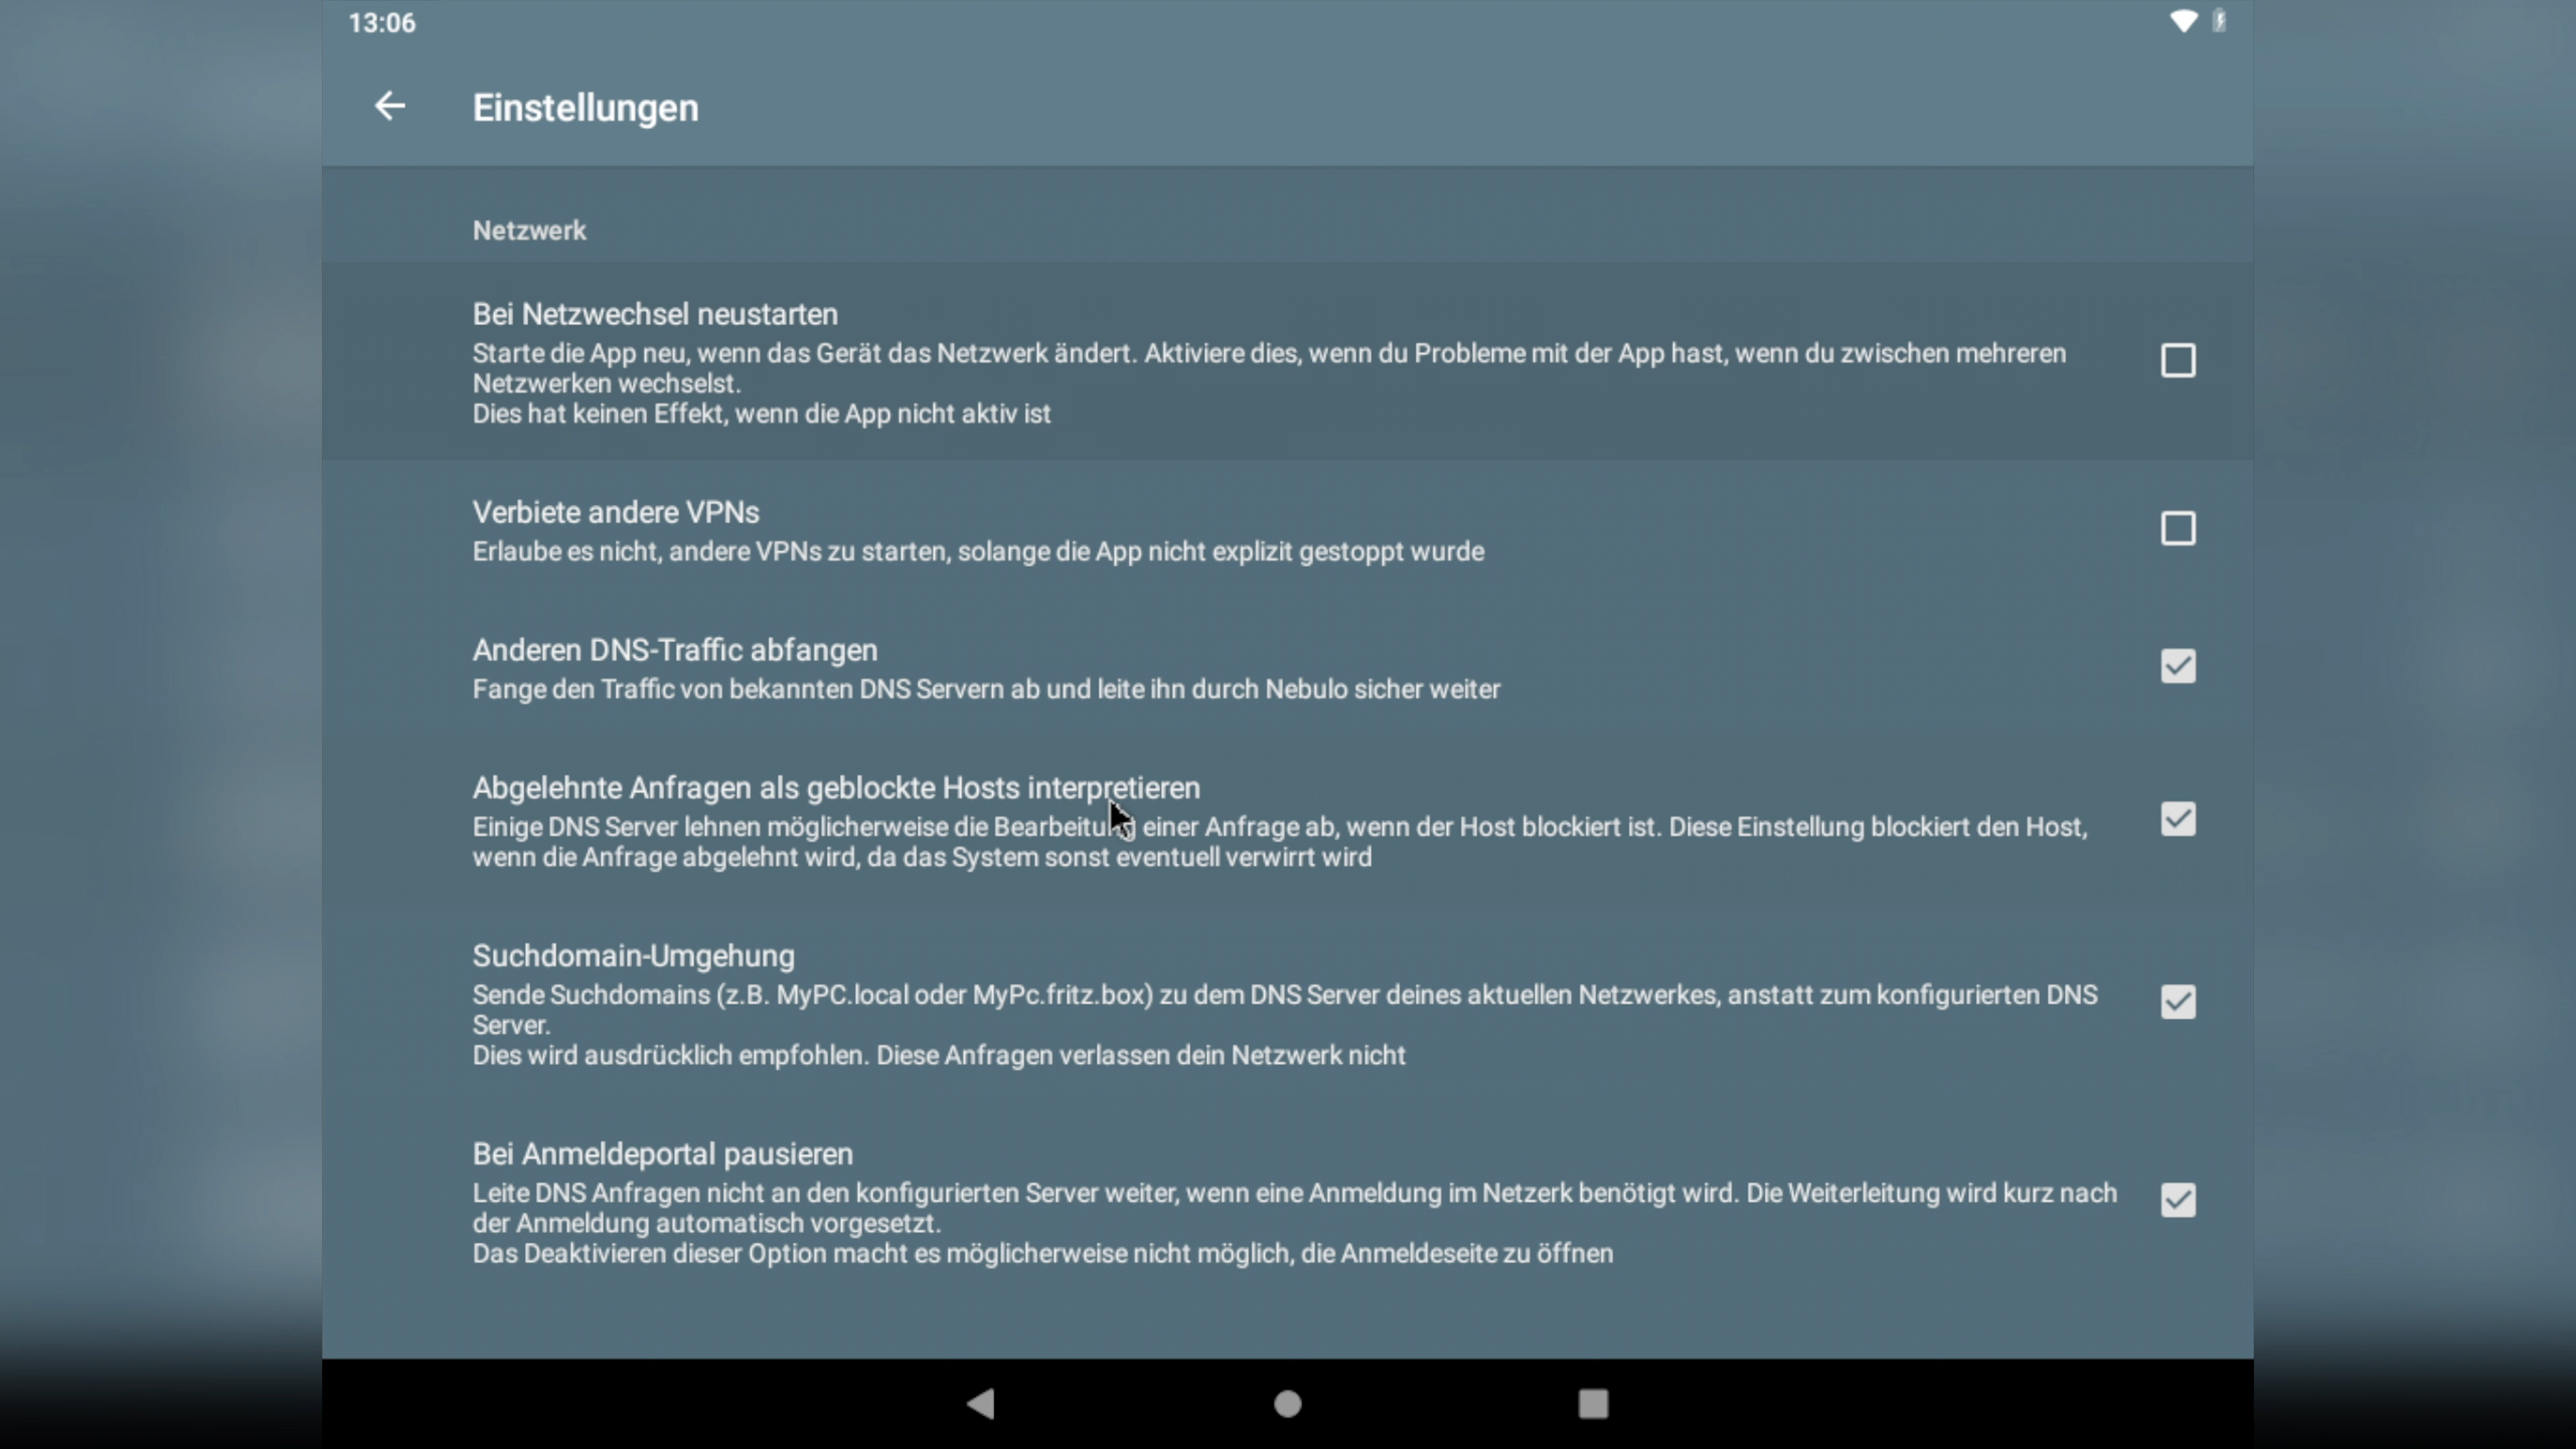 13:06
Einstellungen
Netzwerk
Bei Netzwechsel neustarten
Starte die App neu, wenn das Gerät das Netzwerk ändert. Aktiviere dies, wenn du Probleme mit der App hast, wenn du zwischen mehreren
Netzwerken wechselst.
Dies hat keinen Effekt, wenn die App nicht aktiv ist
Verbiete andere VPNs
Erlaube es nicht, andere VPNs zu starten, solange die App nicht explizit gestoppt wurde
Anderen DNS-Traffic abfangen
Fange den Traffic von bekannten DNS Servern ab und leite ihn durch Nebulo sicher weiter
Abgelehnte Anfragen als geblockte Hosts interpretieren
Einige DNS Server lehnen möglicherweise die Bearbeitung einer Anfrage ab, wenn der Host blockiert ist. Diese Einstellung blockiert den Host,
wenn die Anfrage abgelehnt wird, da das System sonst eventuell verwirrt wird
Suchdomain-Umgehung
Sende Suchdomains (z.B. MyPC.local oder MyPc.fritz.box) zu dem DNS Server deines aktuellen Netzwerkes, anstatt zum konfigurierten DNS
Server.
Dies wird ausdrücklich empfohlen. Diese Anfragen verlassen dein Netzwerk nicht
Bei Anmeldeportal pausieren
Leite DNS Anfragen nicht an den konfigurierten Server weiter, wenn eine Anmeldung im Netzerk benötigt wird. Die Weiterleitung wird kurz nach
der Anmeldung automatisch vorgesetzt.
Das Deaktivieren dieser Option macht es möglicherweise nicht möglich, die Anmeldeseite zu öffnen